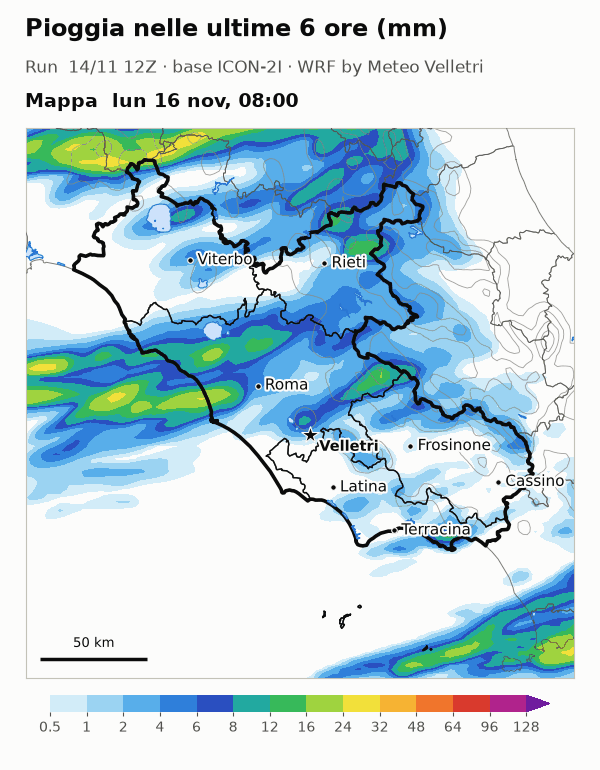 Pioggia nelle ultime 6 ore (mm)
Run  14/11 12Z · base ICON-2I · WRF by Meteo Velletri
Mappa  lun 16 nov, 08:00
Viterbo
Rieti
Roma
Velletri
Frosinone
Cassino
Latina
Terracina
50 km
0.5 1 2 4 6 8 12 16 24 32 48 64 96 128